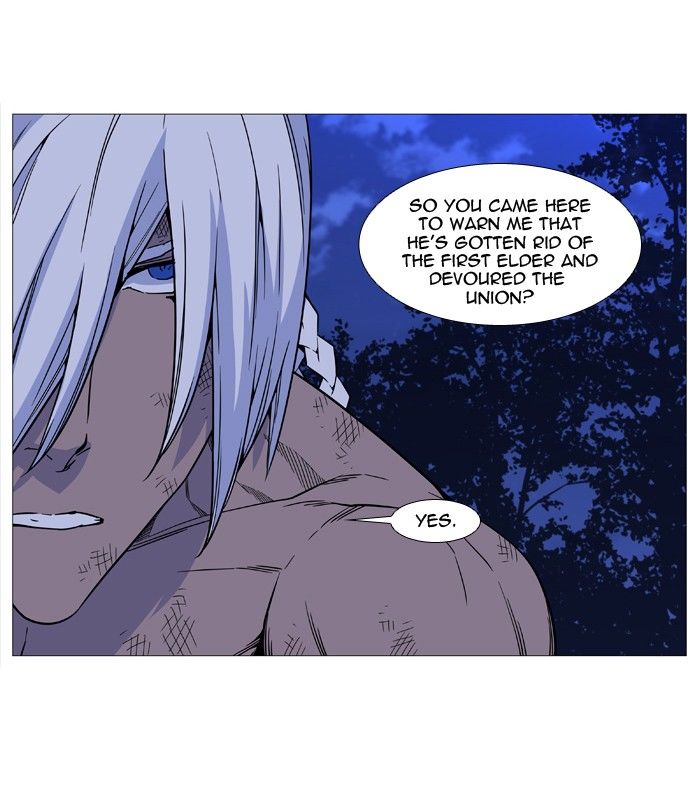 SO YOU CAME HERE
TO WARN ME THAT
HE'S GOTTEN RID OF
THE FIRST ELDER AND
DEVOURED THE
UNION?
YES.